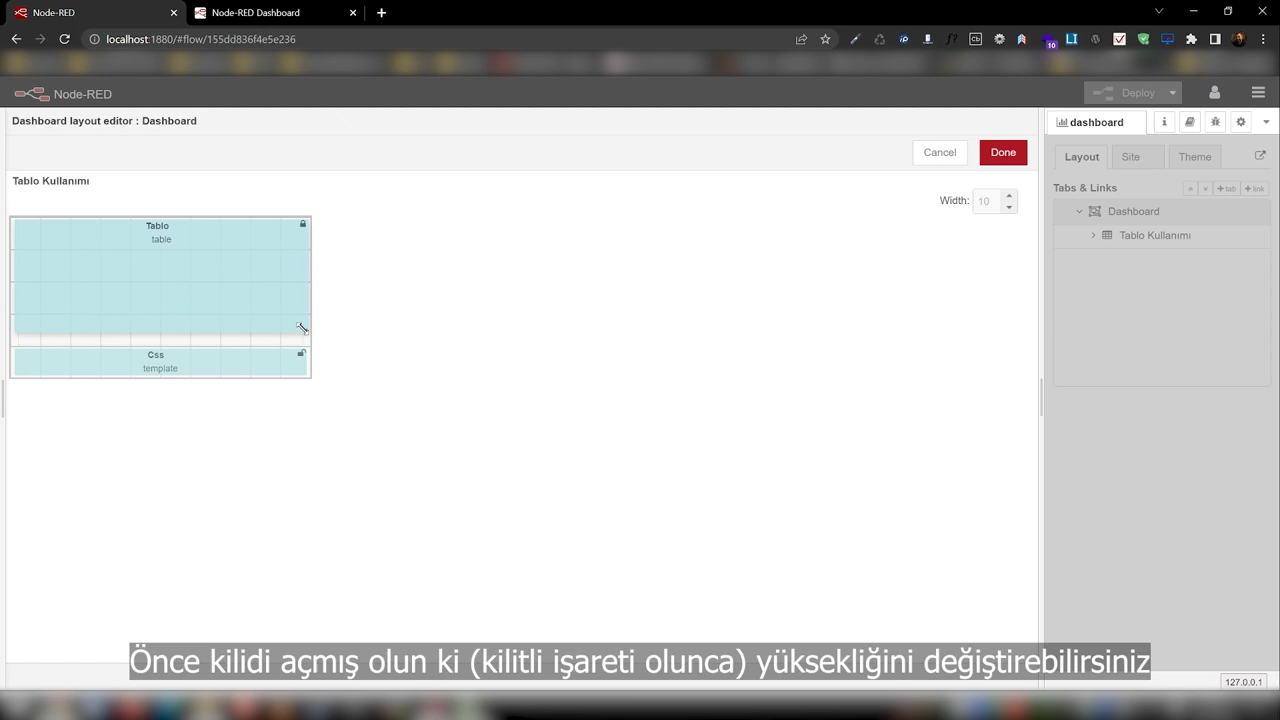 Node-RED
Node-RED Dashboard
localhost:1880/#flow/155dd836f4e5e236
10
Node-RED
Deploy
Dashboard layout editor : Dashboard
dashboard
Cancel
Done
Layout
Site
Theme
Tablo Kullanımı
Tabs & Links
tab
link
Width: 10
Dashboard
Tablo
table
Tablo Kullanımı
Css
template
Önce kilidi açmış olun ki (kilitli işareti olunca) yüksekliğini değiştirebilirsiniz
127.0.0.1